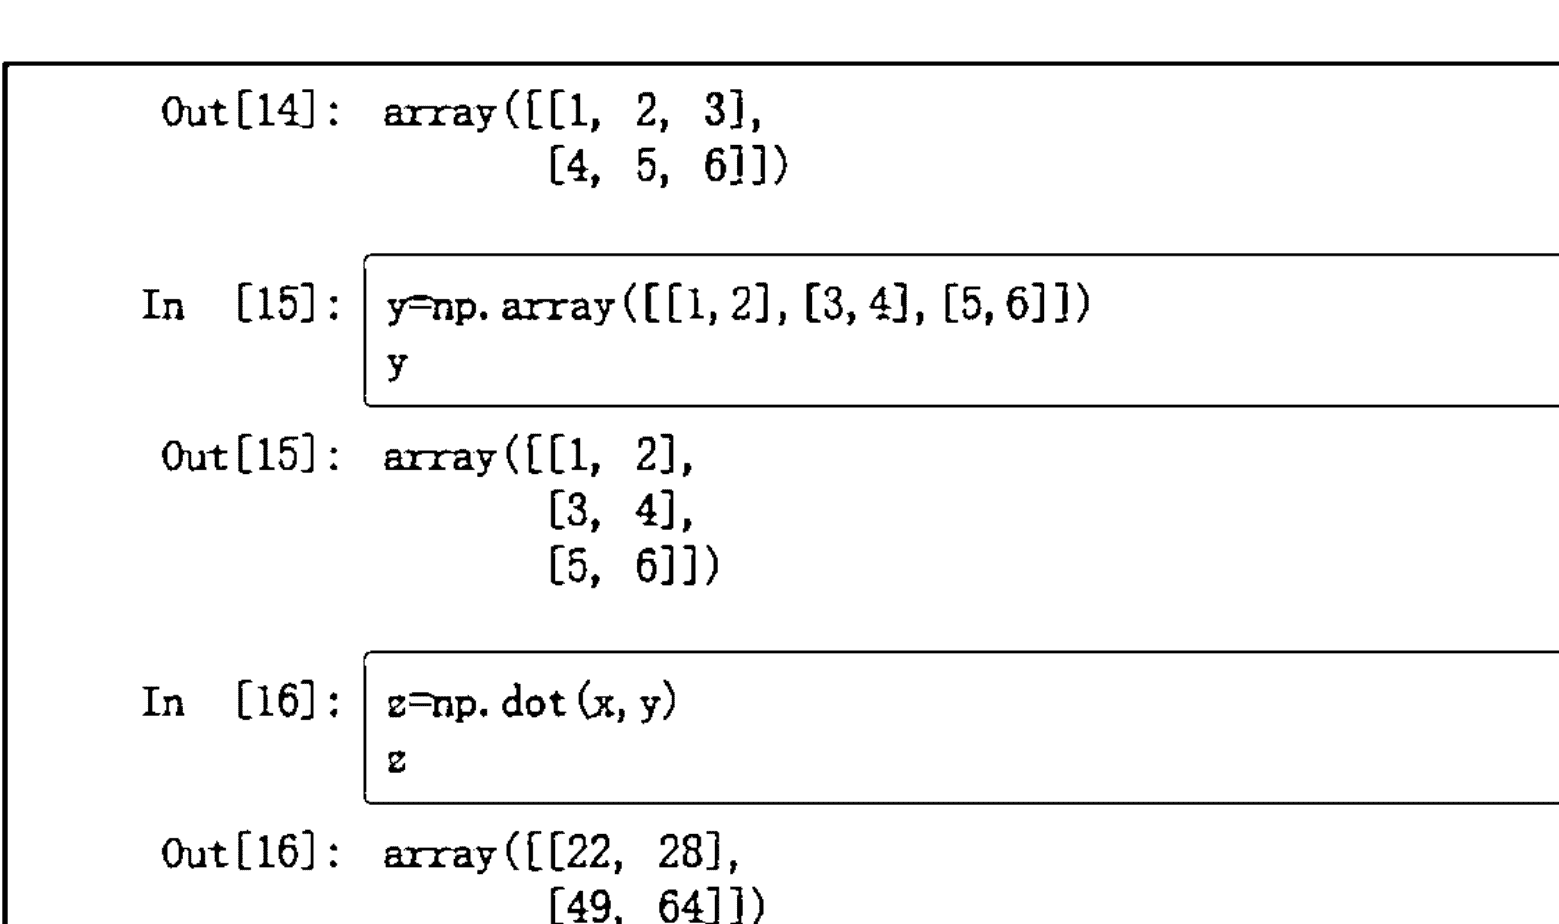 Out[14]: array([[1, 2, 3],
[4, 5, 6]])
In [15]: y=np.array([[1,2],[3,4],[5,6]])
y
Out[15]: array([[1, 2],
[3, 4],
[5, 6]])
In [16]: z=np.dot(x,y)
z
Out[16]: array([[22, 28],
[49, 64]])